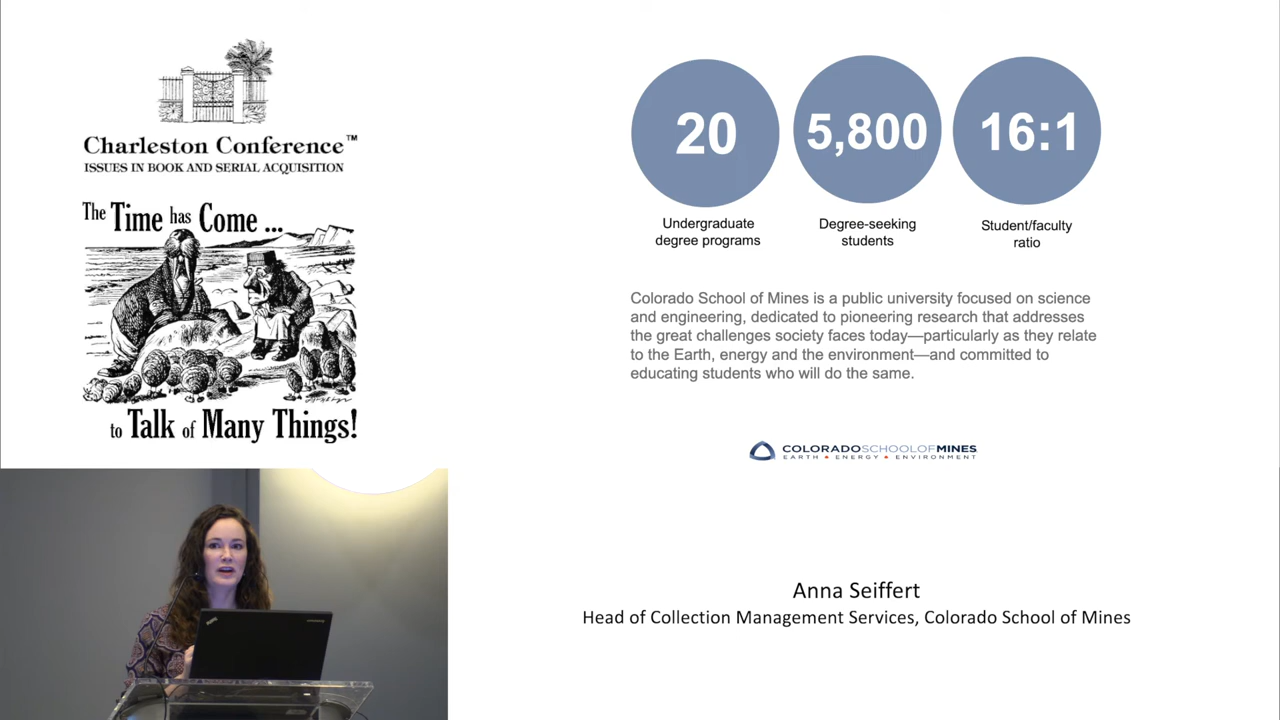 Charleston Conference™
ISSUES IN BOOK AND SERIAL ACQUISITION
The Time has Come ...
to Talk of Many Things!
20
Undergraduate
degree programs
5,800
Degree-seeking
students
16:1
Student/faculty
ratio
Colorado School of Mines is a public university focused on science
and engineering, dedicated to pioneering research that addresses
the great challenges society faces today—particularly as they relate
to the Earth, energy and the environment—and committed to
educating students who will do the same.
COLORADOSCHOOLOFMINES
EARTH • ENERGY • ENVIRONMENT
Anna Seiffert
Head of Collection Management Services, Colorado School of Mines